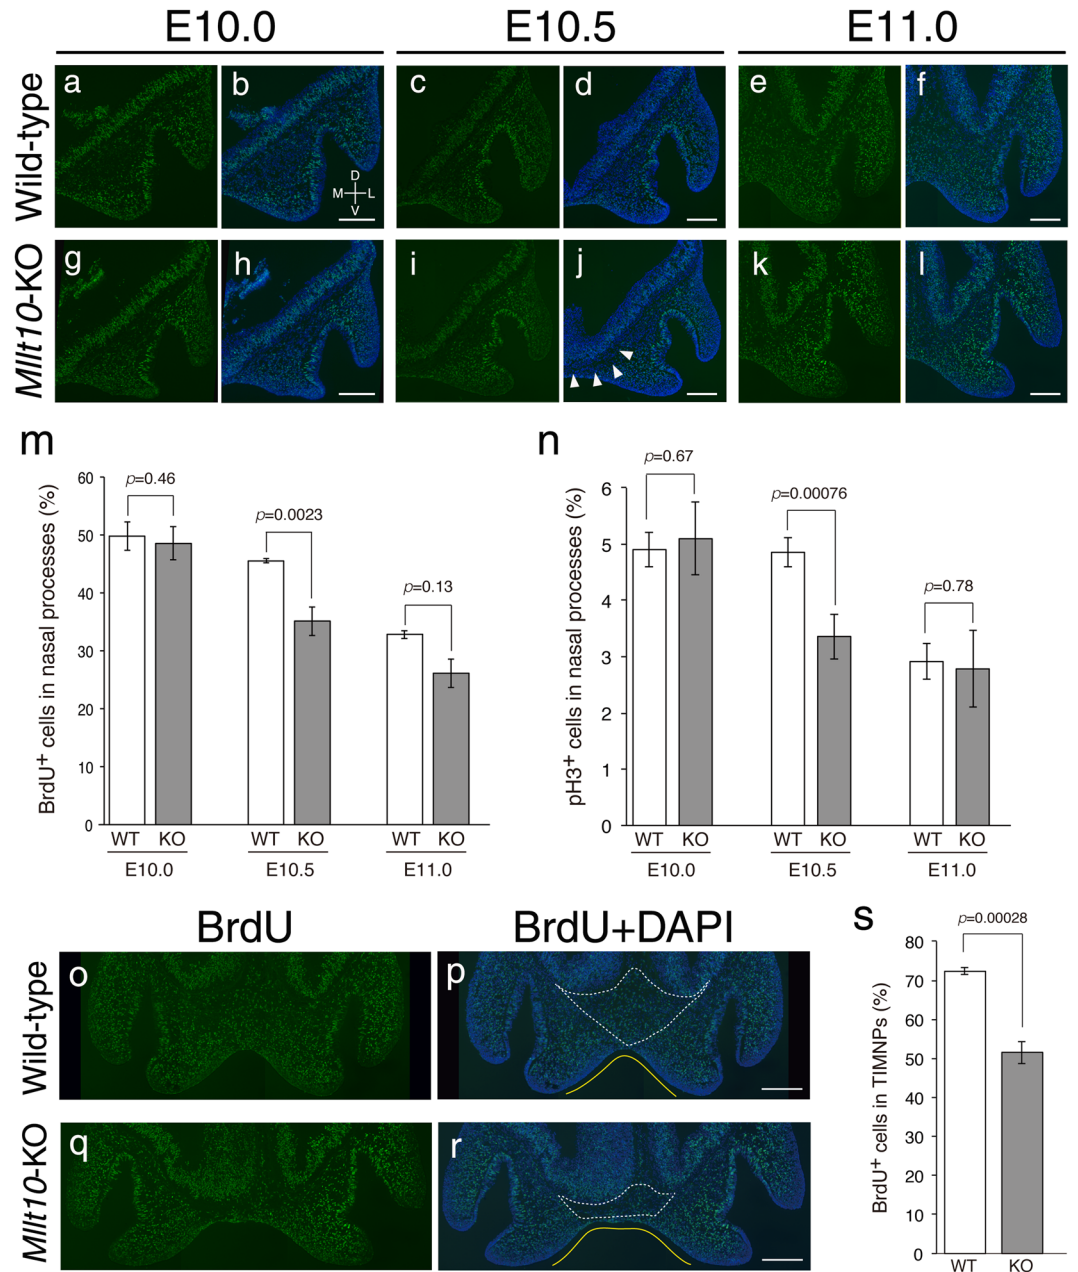 E10.0 E10.5 E11.0
Wild-type
a b c d e f
D
M L
V
Mllt10-KO
g h i j k l
m
BrdU+ cells in nasal processes (%)
60
50
40
30
20
10
0
p=0.46
p=0.0023
p=0.13
WT KO WT KO WT KO
E10.0 E10.5 E11.0
n
pH3+ cells in nasal processes (%)
6
5
4
3
2
1
0
p=0.67
p=0.00076
p=0.78
WT KO WT KO WT KO
E10.0 E10.5 E11.0
BrdU BrdU+DAPI
Wild-type
o p
Mllt10-KO
q r
s
p=0.00028
BrdU+ cells in TIMNPs (%)
80
70
60
50
40
30
20
10
0
WT KO